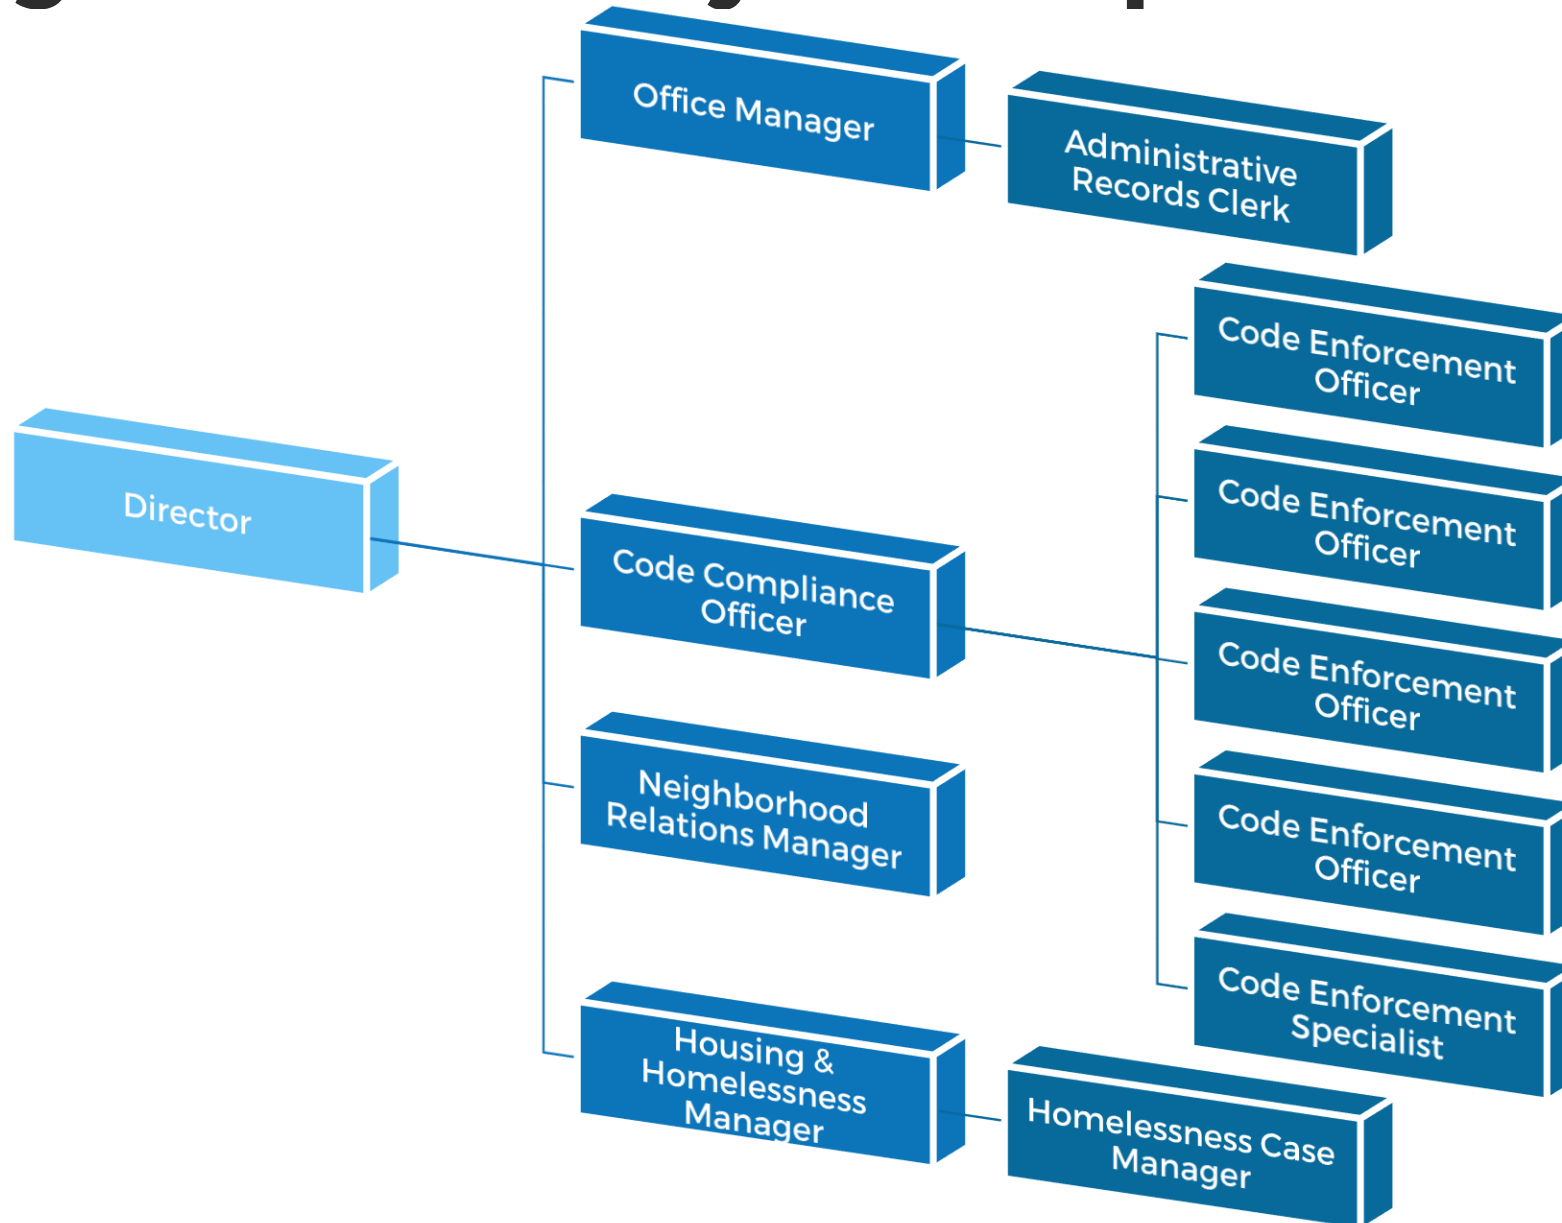 Office Manager
Administrative
Records Clerk
Code Enforcement
Officer
Code Enforcement
Officer
Director
Code Compliance
Officer
Code Enforcement
Officer
Neighborhood
Relations Manager
Code Enforcement
Officer
Code Enforcement
Specialist
Housing &
Homelessness
Manager
Homelessness Case
Manager